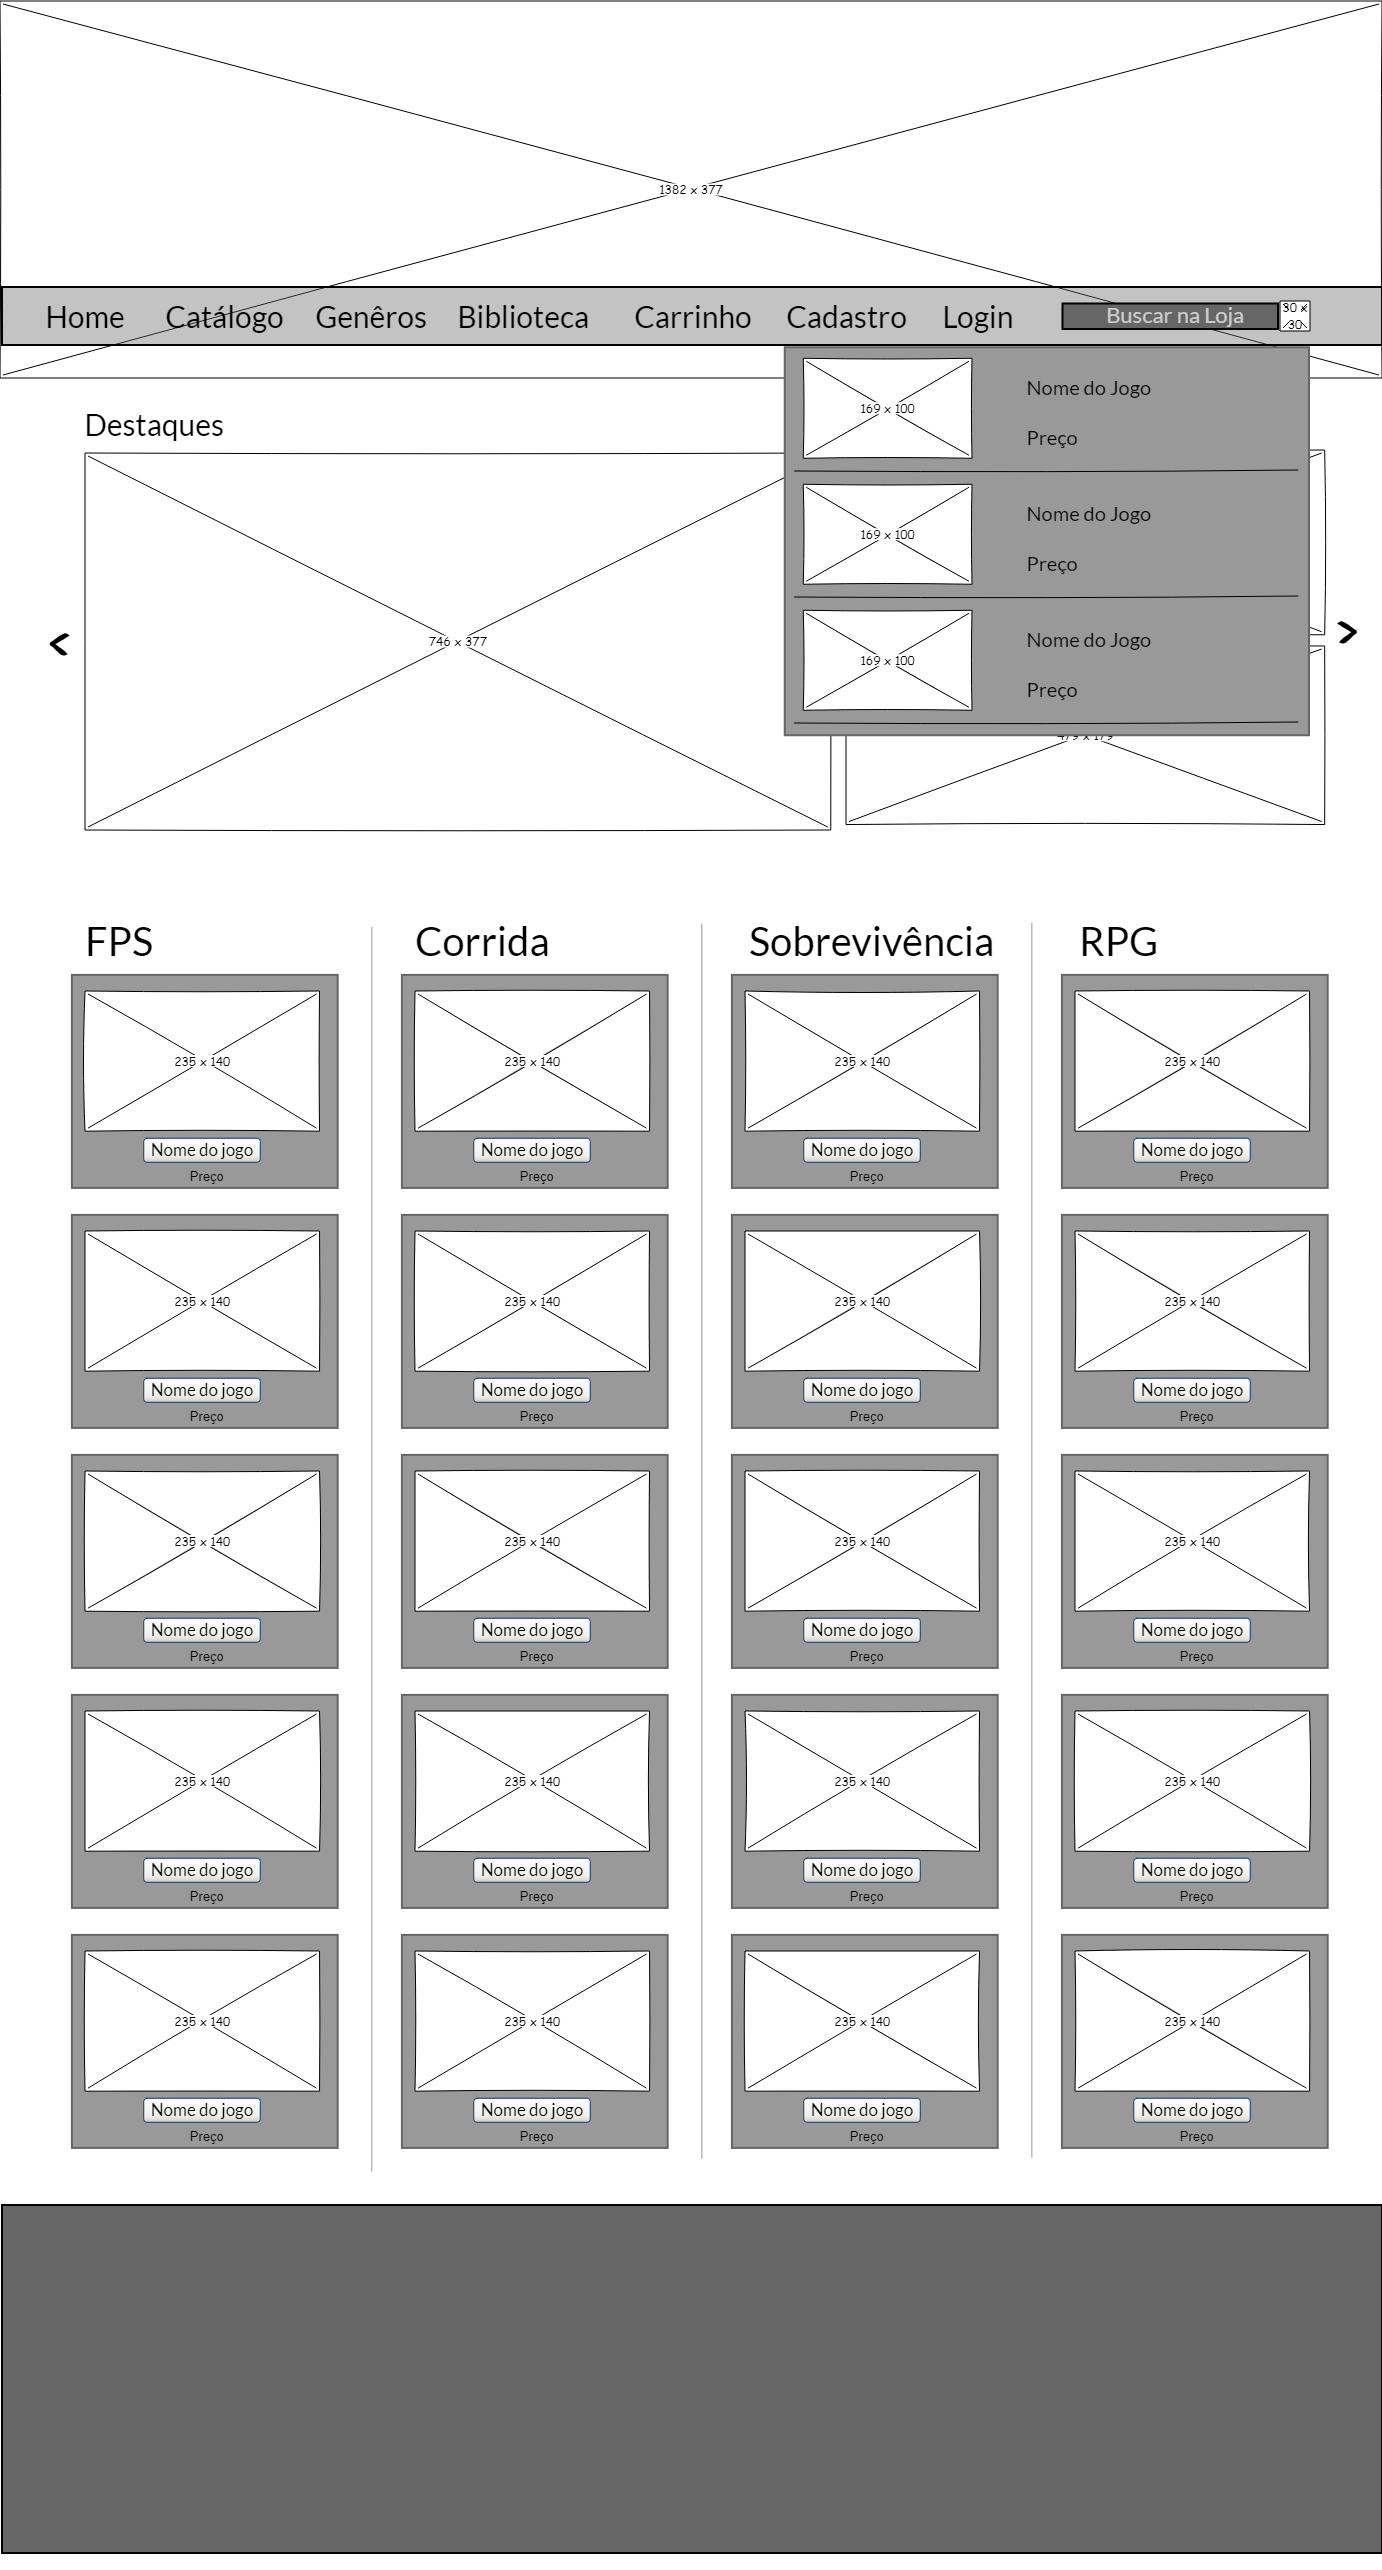 1382 x 377
Home Catálogo Genêros Biblioteca Carrinho Cadastro Login Buscar na Loja 30 x
30
169 x 100 Nome do Jogo
Preço
169 x 100 Nome do Jogo
Preço
169 x 100 Nome do Jogo
Preço
Destaques
<
746 x 377
479 x 179
>
FPS Corrida Sobrevivência RPG
235 x 140 235 x 140 235 x 140 235 x 140
Nome do jogo Nome do jogo Nome do jogo Nome do jogo
Preço Preço Preço Preço
235 x 140 235 x 140 235 x 140 235 x 140
Nome do jogo Nome do jogo Nome do jogo Nome do jogo
Preço Preço Preço Preço
235 x 140 235 x 140 235 x 140 235 x 140
Nome do jogo Nome do jogo Nome do jogo Nome do jogo
Preço Preço Preço Preço
235 x 140 235 x 140 235 x 140 235 x 140
Nome do jogo Nome do jogo Nome do jogo Nome do jogo
Preço Preço Preço Preço
235 x 140 235 x 140 235 x 140 235 x 140
Nome do jogo Nome do jogo Nome do jogo Nome do jogo
Preço Preço Preço Preço